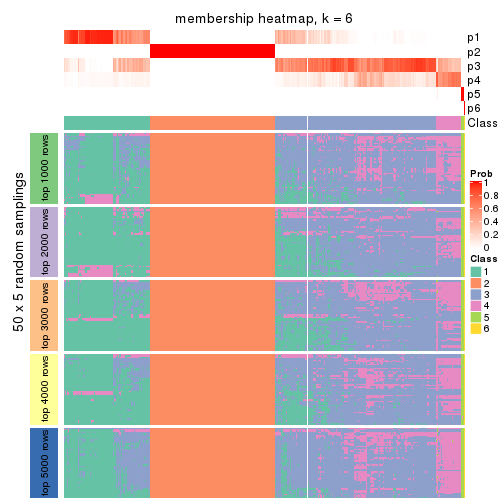 membership heatmap, k = 6
p1
p2
p3
p4
p5
p6
Class
50 x 5 random samplings
top 1000 rows
top 2000 rows
top 3000 rows
top 4000 rows
top 5000 rows
Prob
1
0.8
0.6
0.4
0.2
0
Class
1
2
3
4
5
6